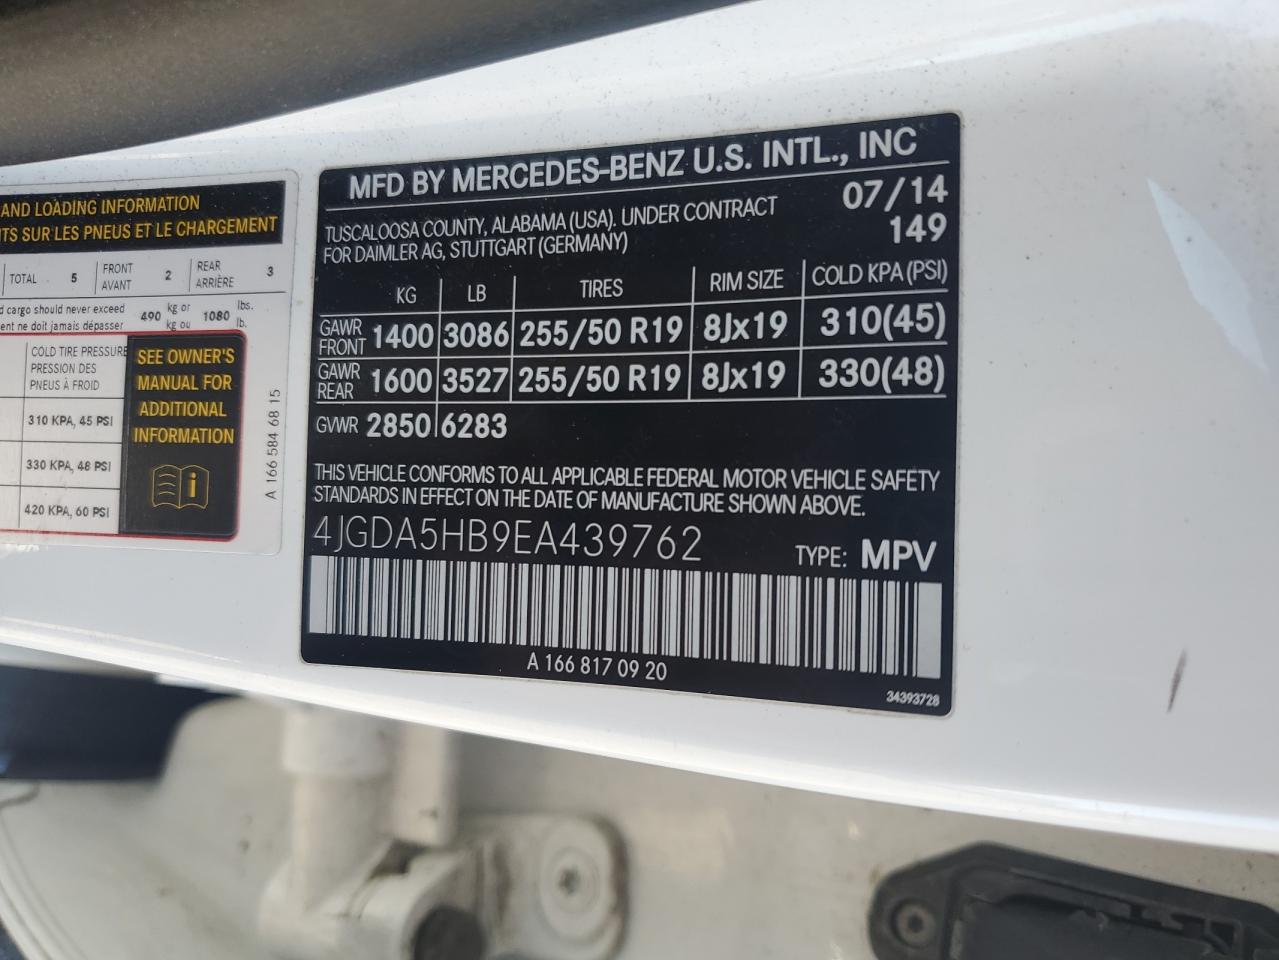 AND LOADING INFORMATION
TS SUR LES PNEUS ET LE CHARGEMENT
TOTAL 5 FRONT AVANT 2 REAR ARRIÈRE 3
d cargo should never exceed 490 kg or 1080 lbs.
ent ne doit jamais dépasser kg ou lb.
COLD TIRE PRESSURE
PRESSION DES
PNEUS À FROID
310 KPA, 45 PSI
330 KPA, 48 PSI
420 KPA, 60 PSI
SEE OWNER'S
MANUAL FOR
ADDITIONAL
INFORMATION
A 166 584 68 15
MFD BY MERCEDES-BENZ U.S. INTL., INC
TUSCALOOSA COUNTY, ALABAMA (USA). UNDER CONTRACT 07/14
FOR DAIMLER AG, STUTTGART (GERMANY) 149
KG LB TIRES RIM SIZE COLD KPA (PSI)
GAWR FRONT 1400 3086 255/50 R19 8Jx19 310(45)
GAWR REAR 1600 3527 255/50 R19 8Jx19 330(48)
GVWR 2850 6283
THIS VEHICLE CONFORMS TO ALL APPLICABLE FEDERAL MOTOR VEHICLE SAFETY
STANDARDS IN EFFECT ON THE DATE OF MANUFACTURE SHOWN ABOVE.
4JGDA5HB9EA439762 TYPE: MPV
A 166 817 09 20
34393728